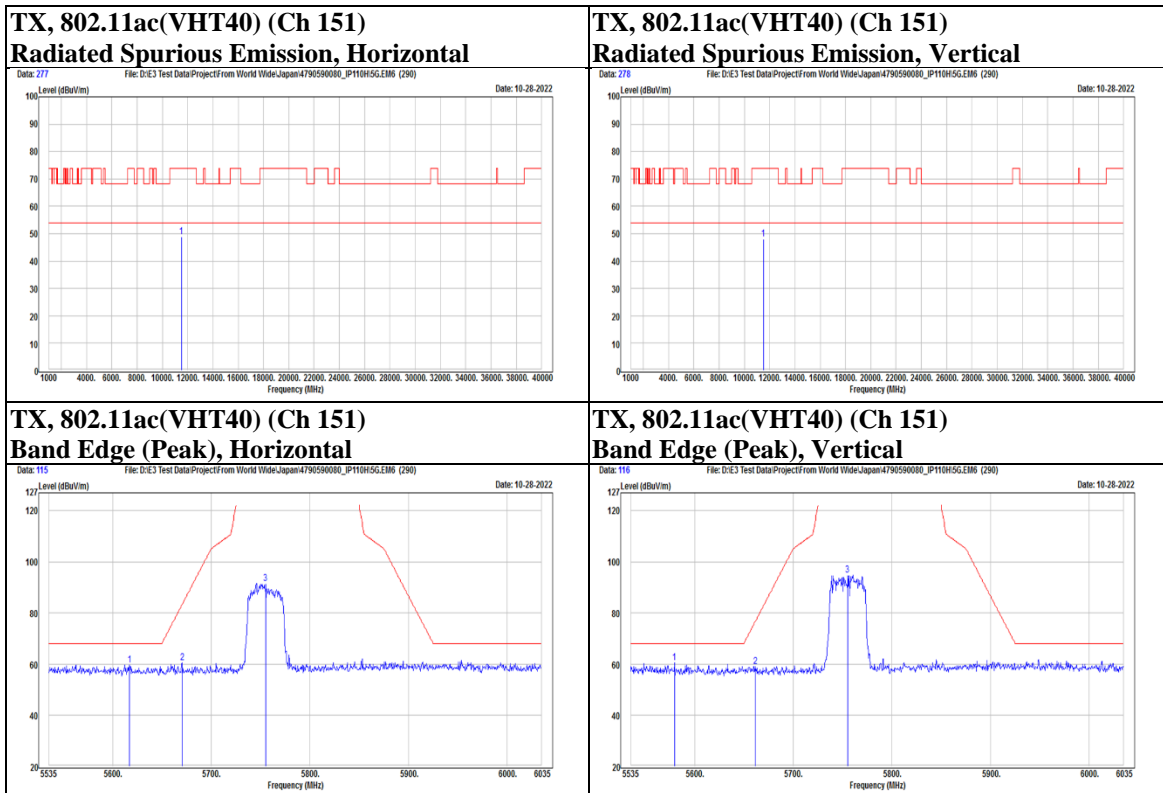 TX, 802.11ac(VHT40) (Ch 151)
Radiated Spurious Emission, Horizontal
Data: 277 File: D:\E3 Test Data\Project\From World Wide\Japan\4790590080_IP110H\5G.EM6 (290)
Level (dBuV/m) Date: 10-28-2022
100
90
80
70
60
50
40
30
20
10
0
1
1000 4000. 6000. 8000. 10000. 12000. 14000. 16000. 18000. 20000. 22000. 24000. 26000. 28000. 30000. 32000. 34000. 36000. 38000. 40000
Frequency (MHz)
TX, 802.11ac(VHT40) (Ch 151)
Radiated Spurious Emission, Vertical
Data: 278 File: D:\E3 Test Data\Project\From World Wide\Japan\4790590080_IP110H\5G.EM6 (290)
Level (dBuV/m) Date: 10-28-2022
100
90
80
70
60
50
40
30
20
10
0
1
1000 4000. 6000. 8000. 10000. 12000. 14000. 16000. 18000. 20000. 22000. 24000. 26000. 28000. 30000. 32000. 34000. 36000. 38000. 40000
Frequency (MHz)
TX, 802.11ac(VHT40) (Ch 151)
Band Edge (Peak), Horizontal
Data: 115 File: D:\E3 Test Data\Project\From World Wide\Japan\4790590080_IP110H\5G.EM6 (290)
127 Level (dBuV/m) Date: 10-28-2022
120
100
80
60
40
20
1
2
3
5535 5600. 5700. 5800. 5900. 6000. 6035
Frequency (MHz)
TX, 802.11ac(VHT40) (Ch 151)
Band Edge (Peak), Vertical
Data: 116 File: D:\E3 Test Data\Project\From World Wide\Japan\4790590080_IP110H\5G.EM6 (290)
127 Level (dBuV/m) Date: 10-28-2022
120
100
80
60
40
20
1
2
3
5535 5600. 5700. 5800. 5900. 6000. 6035
Frequency (MHz)